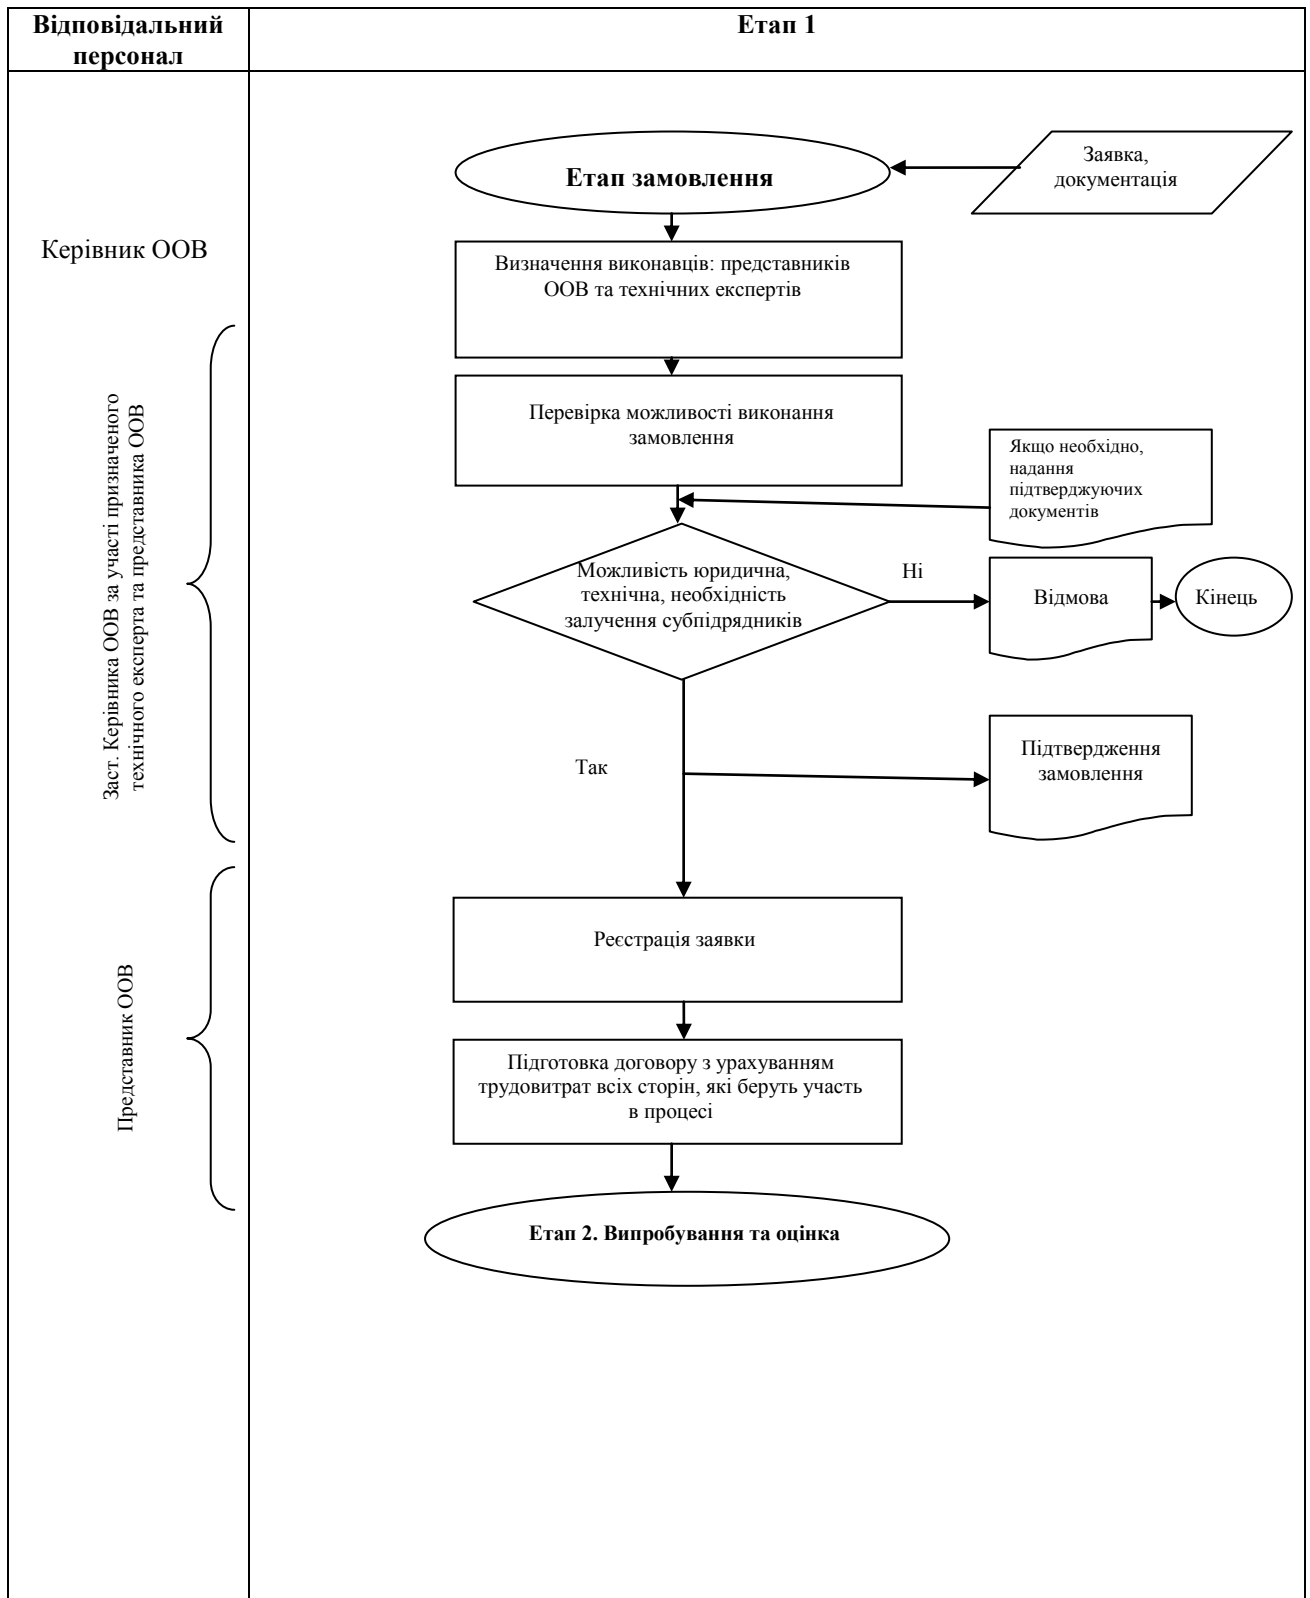 Відповідальний
персонал
Етап 1
Заявка,
документація
Етап замовлення
Керівник ООВ
Визначення виконавців: представників
ООВ та технічних експертів
Заст. Керівника ООВ за участі призначеного
технічного експерта та представника ООВ
Перевірка можливості виконання
замовлення
Якщо необхідно,
надання
підтверджуючих
документів
Можливість юридична,
технічна, необхідність
залучення субпідрядників
Ні
Відмова
Кінець
Так
Підтвердження
замовлення
Представник ООВ
Реєстрація заявки
Підготовка договору з урахуванням
трудовитрат всіх сторін, які беруть участь
в процесі
Етап 2. Випробування та оцінка